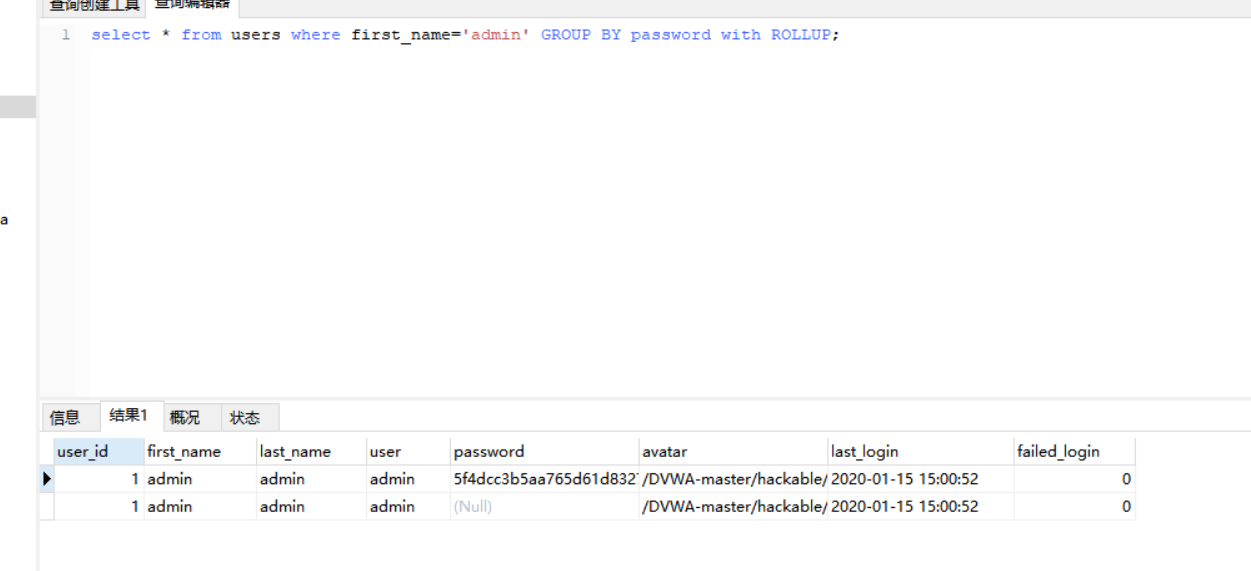 查询创建工具 查询编辑器
1 select * from users where first_name='admin' GROUP BY password with ROLLUP;
a
信息 结果1 概况 状态
user_id first_name last_name user password avatar last_login failed_login
1 admin admin admin 5f4dcc3b5aa765d61d832 /DVWA-master/hackable/ 2020-01-15 15:00:52 0
1 admin admin admin (Null) /DVWA-master/hackable/ 2020-01-15 15:00:52 0